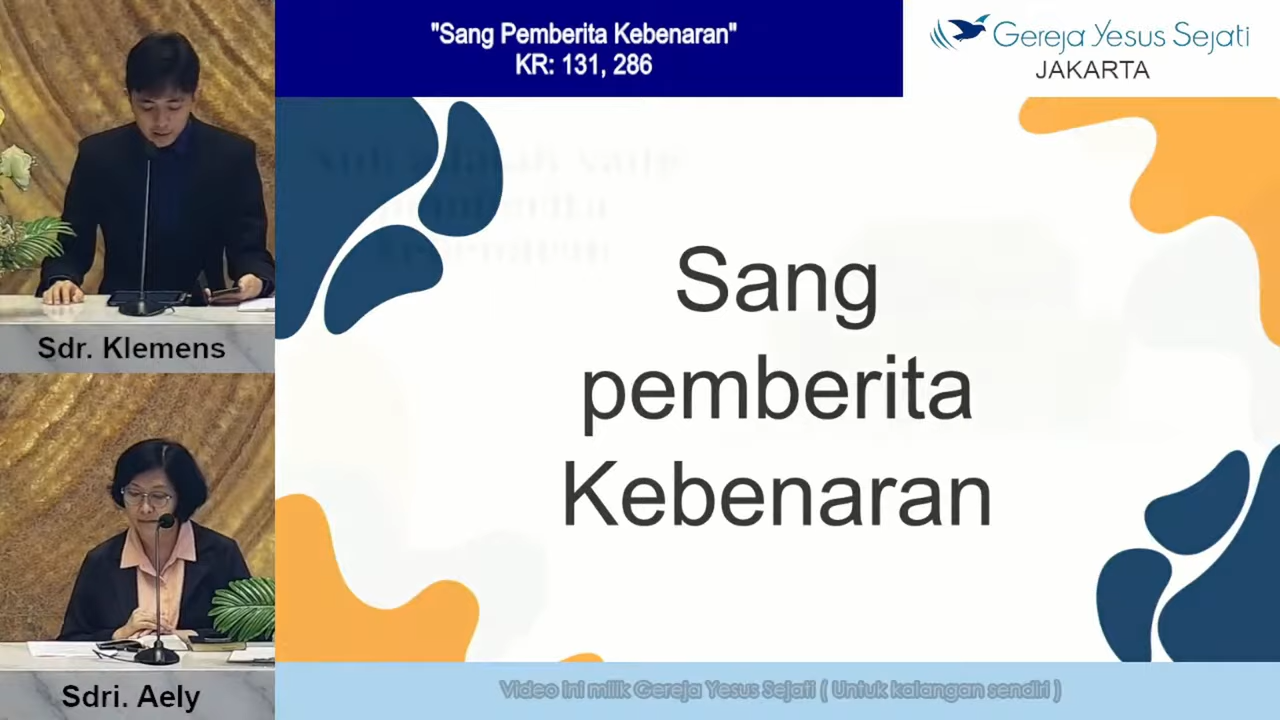 "Sang Pemberita Kebenaran"
KR: 131, 286
Gereja Yesus Sejati
JAKARTA
Sang
pemberita
Kebenaran
Sdr. Klemens
Sdri. Aely
Video ini milik Gereja Yesus Sejati ( Untuk kalangan sendiri )